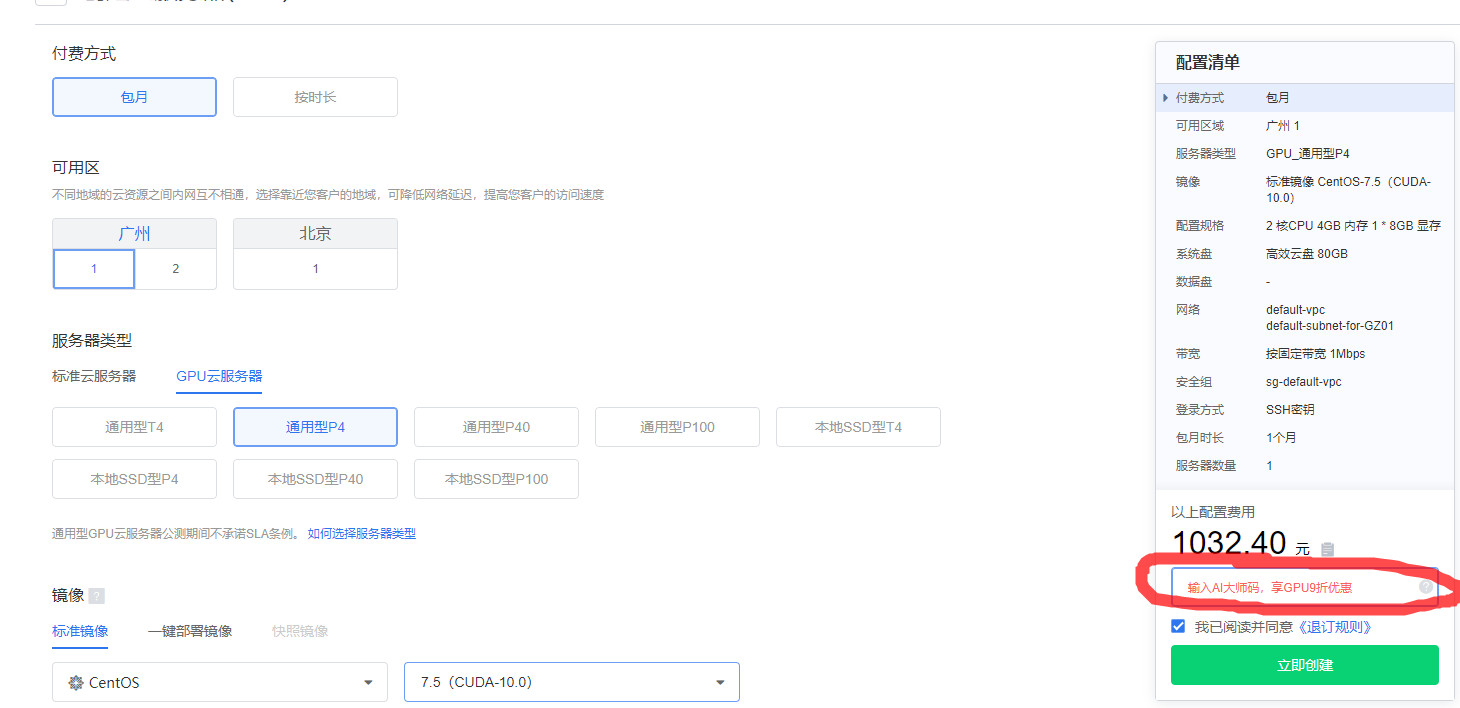 付费方式
包月
按时长
可用区
不同地域的云资源之间内网互不相通，选择靠近您客户的地域，可降低网络延迟，提高您客户的访问速度
广州
北京
1
2
1
服务器类型
标准云服务器
GPU云服务器
通用型T4
通用型P4
通用型P40
通用型P100
本地SSD型T4
本地SSD型P4
本地SSD型P40
本地SSD型P100
通用型GPU云服务器公测期间不承诺SLA条例。 如何选择服务器类型
镜像 ?
标准镜像
一键部署镜像
快照镜像
CentOS
7.5（CUDA-10.0）
配置清单
付费方式 包月
可用区域 广州 1
服务器类型 GPU_通用型P4
镜像 标准镜像 CentOS-7.5（CUDA-
10.0）
配置规格 2 核CPU 4GB 内存 1 * 8GB 显存
系统盘 高效云盘 80GB
数据盘 -
网络 default-vpc
default-subnet-for-GZ01
带宽 按固定带宽 1Mbps
安全组 sg-default-vpc
登录方式 SSH密钥
包月时长 1个月
服务器数量 1
以上配置费用
1032.40 元
输入AI大师码，享GPU9折优惠 ?
我已阅读并同意《退订规则》
立即创建